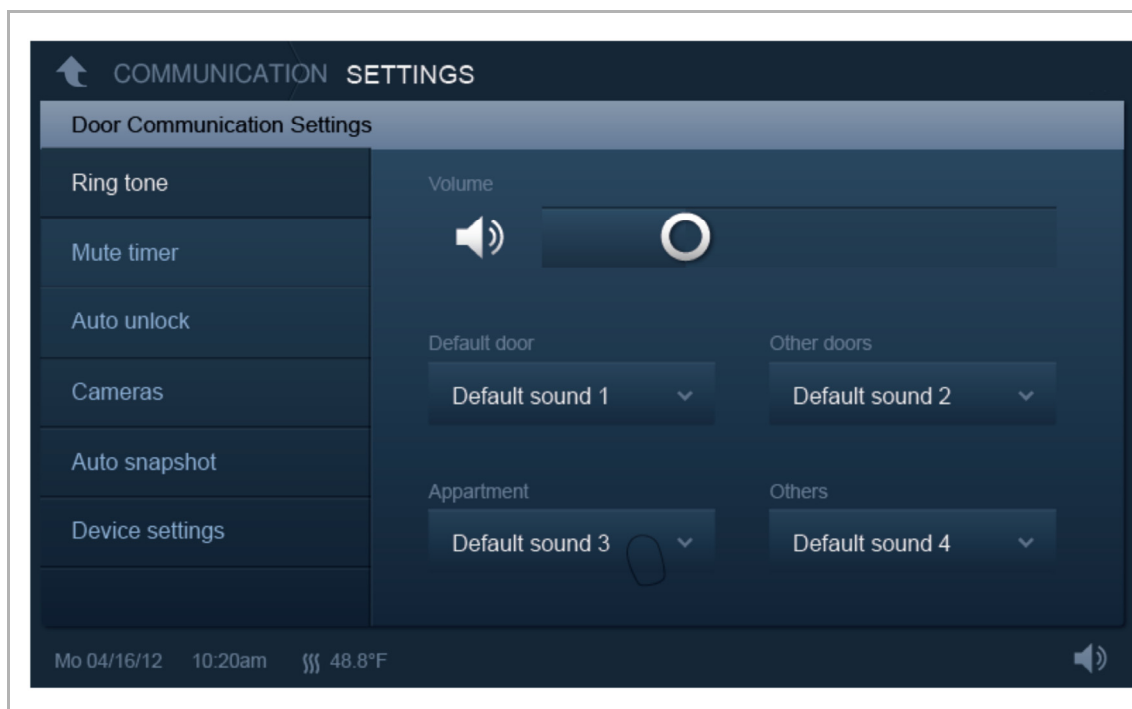 COMMUNICATION SETTINGS
Door Communication Settings
Ring tone
Mute timer
Auto unlock
Cameras
Auto snapshot
Device settings
Volume
Default door
Other doors
Default sound 1
Default sound 2
Appartment
Others
Default sound 3
Default sound 4
Mo 04/16/12 10:20am 48.8°F